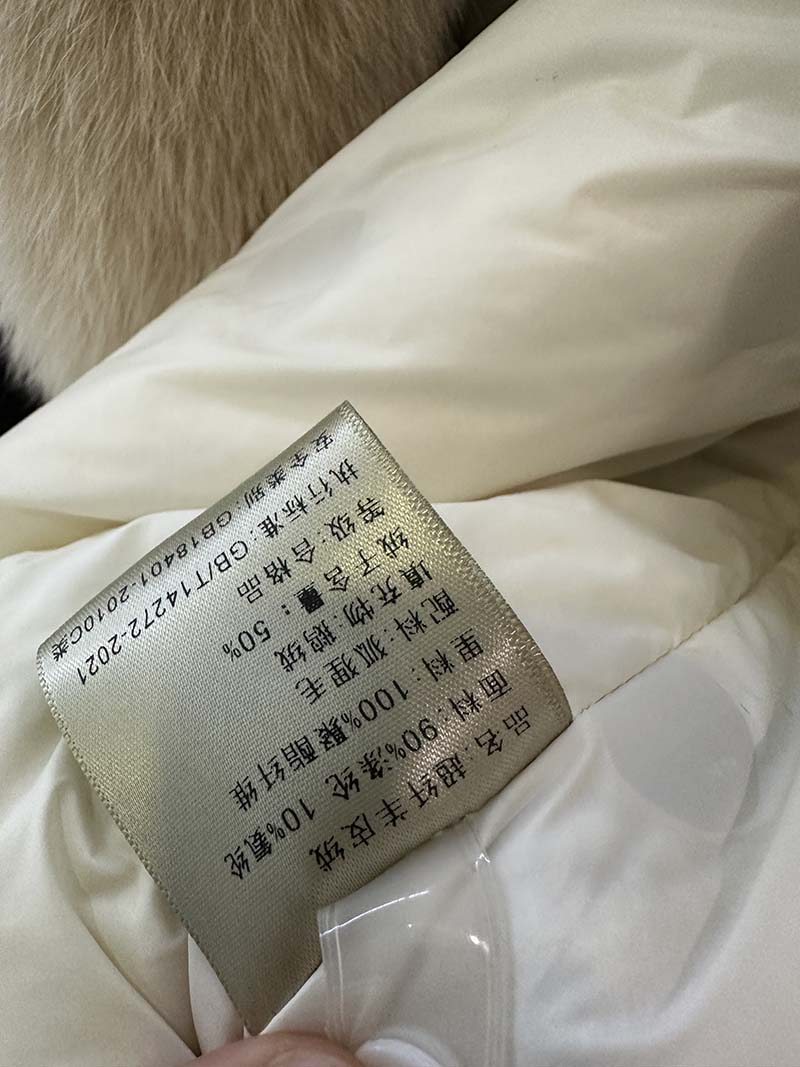 品名:超纤羊皮绒
面料:90%涤纶 10%氨纶
里料:100%聚酯纤维
配料:狐狸毛
填充物:鹅绒
绒子含量:50%
等级:合格品
执行标准:GB/T14272-2021
安全类别:GB18401-2010C类